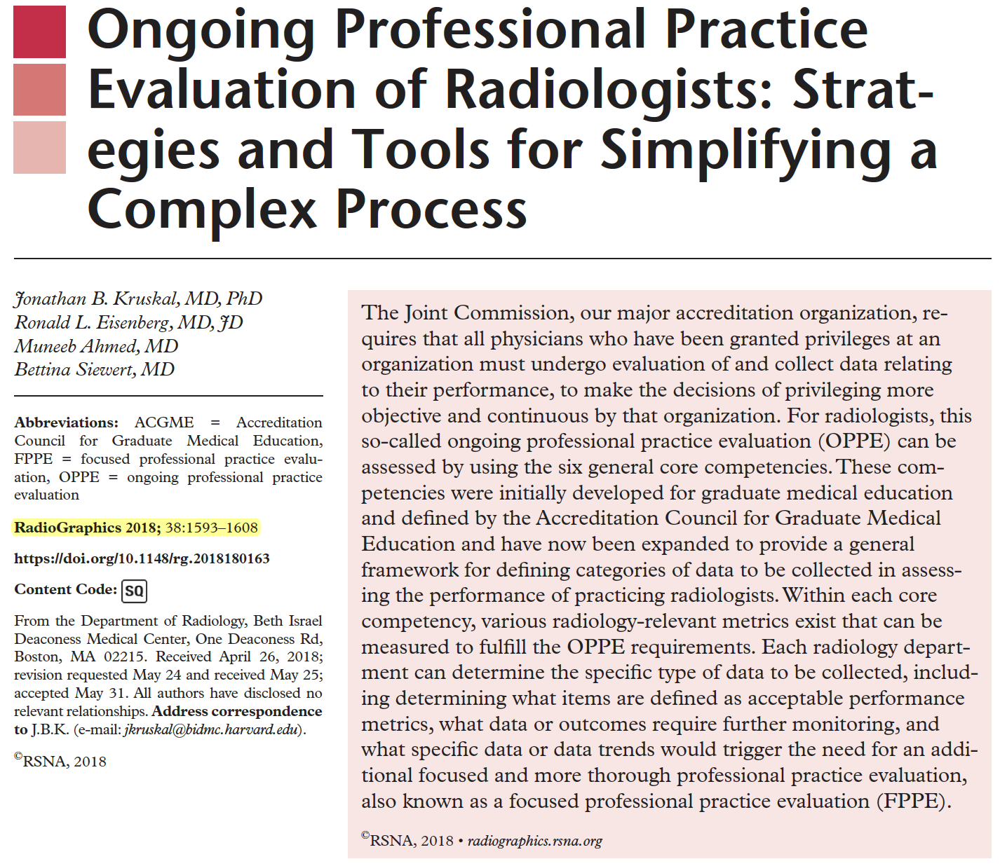 Ongoing Professional Practice
Evaluation of Radiologists: Strat-
egies and Tools for Simplifying a
Complex Process
Jonathan B. Kruskal, MD, PhD
Ronald L. Eisenberg, MD, JD
Muneeb Ahmed, MD
Bettina Siewert, MD
Abbreviations: ACGME = Accreditation
Council for Graduate Medical Education,
FPPE = focused professional practice evalu-
ation, OPPE = ongoing professional practice
evaluation
RadioGraphics 2018; 38:1593–1608
https://doi.org/10.1148/rg.2018180163
Content Code: SQ
From the Department of Radiology, Beth Israel
Deaconess Medical Center, One Deaconess Rd,
Boston, MA 02215. Received April 26, 2018;
revision requested May 24 and received May 25;
accepted May 31. All authors have disclosed no
relevant relationships. Address correspondence
to J.B.K. (e-mail: jkruskal@bidmc.harvard.edu).
©RSNA, 2018
The Joint Commission, our major accreditation organization, re-
quires that all physicians who have been granted privileges at an
organization must undergo evaluation of and collect data relating
to their performance, to make the decisions of privileging more
objective and continuous by that organization. For radiologists, this
so-called ongoing professional practice evaluation (OPPE) can be
assessed by using the six general core competencies. These com-
petencies were initially developed for graduate medical education
and defined by the Accreditation Council for Graduate Medical
Education and have now been expanded to provide a general
framework for defining categories of data to be collected in assess-
ing the performance of practicing radiologists. Within each core
competency, various radiology-relevant metrics exist that can be
measured to fulfill the OPPE requirements. Each radiology depart-
ment can determine the specific type of data to be collected, includ-
ing determining what items are defined as acceptable performance
metrics, what data or outcomes require further monitoring, and
what specific data or data trends would trigger the need for an addi-
tional focused and more thorough professional practice evaluation,
also known as a focused professional practice evaluation (FPPE).
©RSNA, 2018 • radiographics.rsna.org